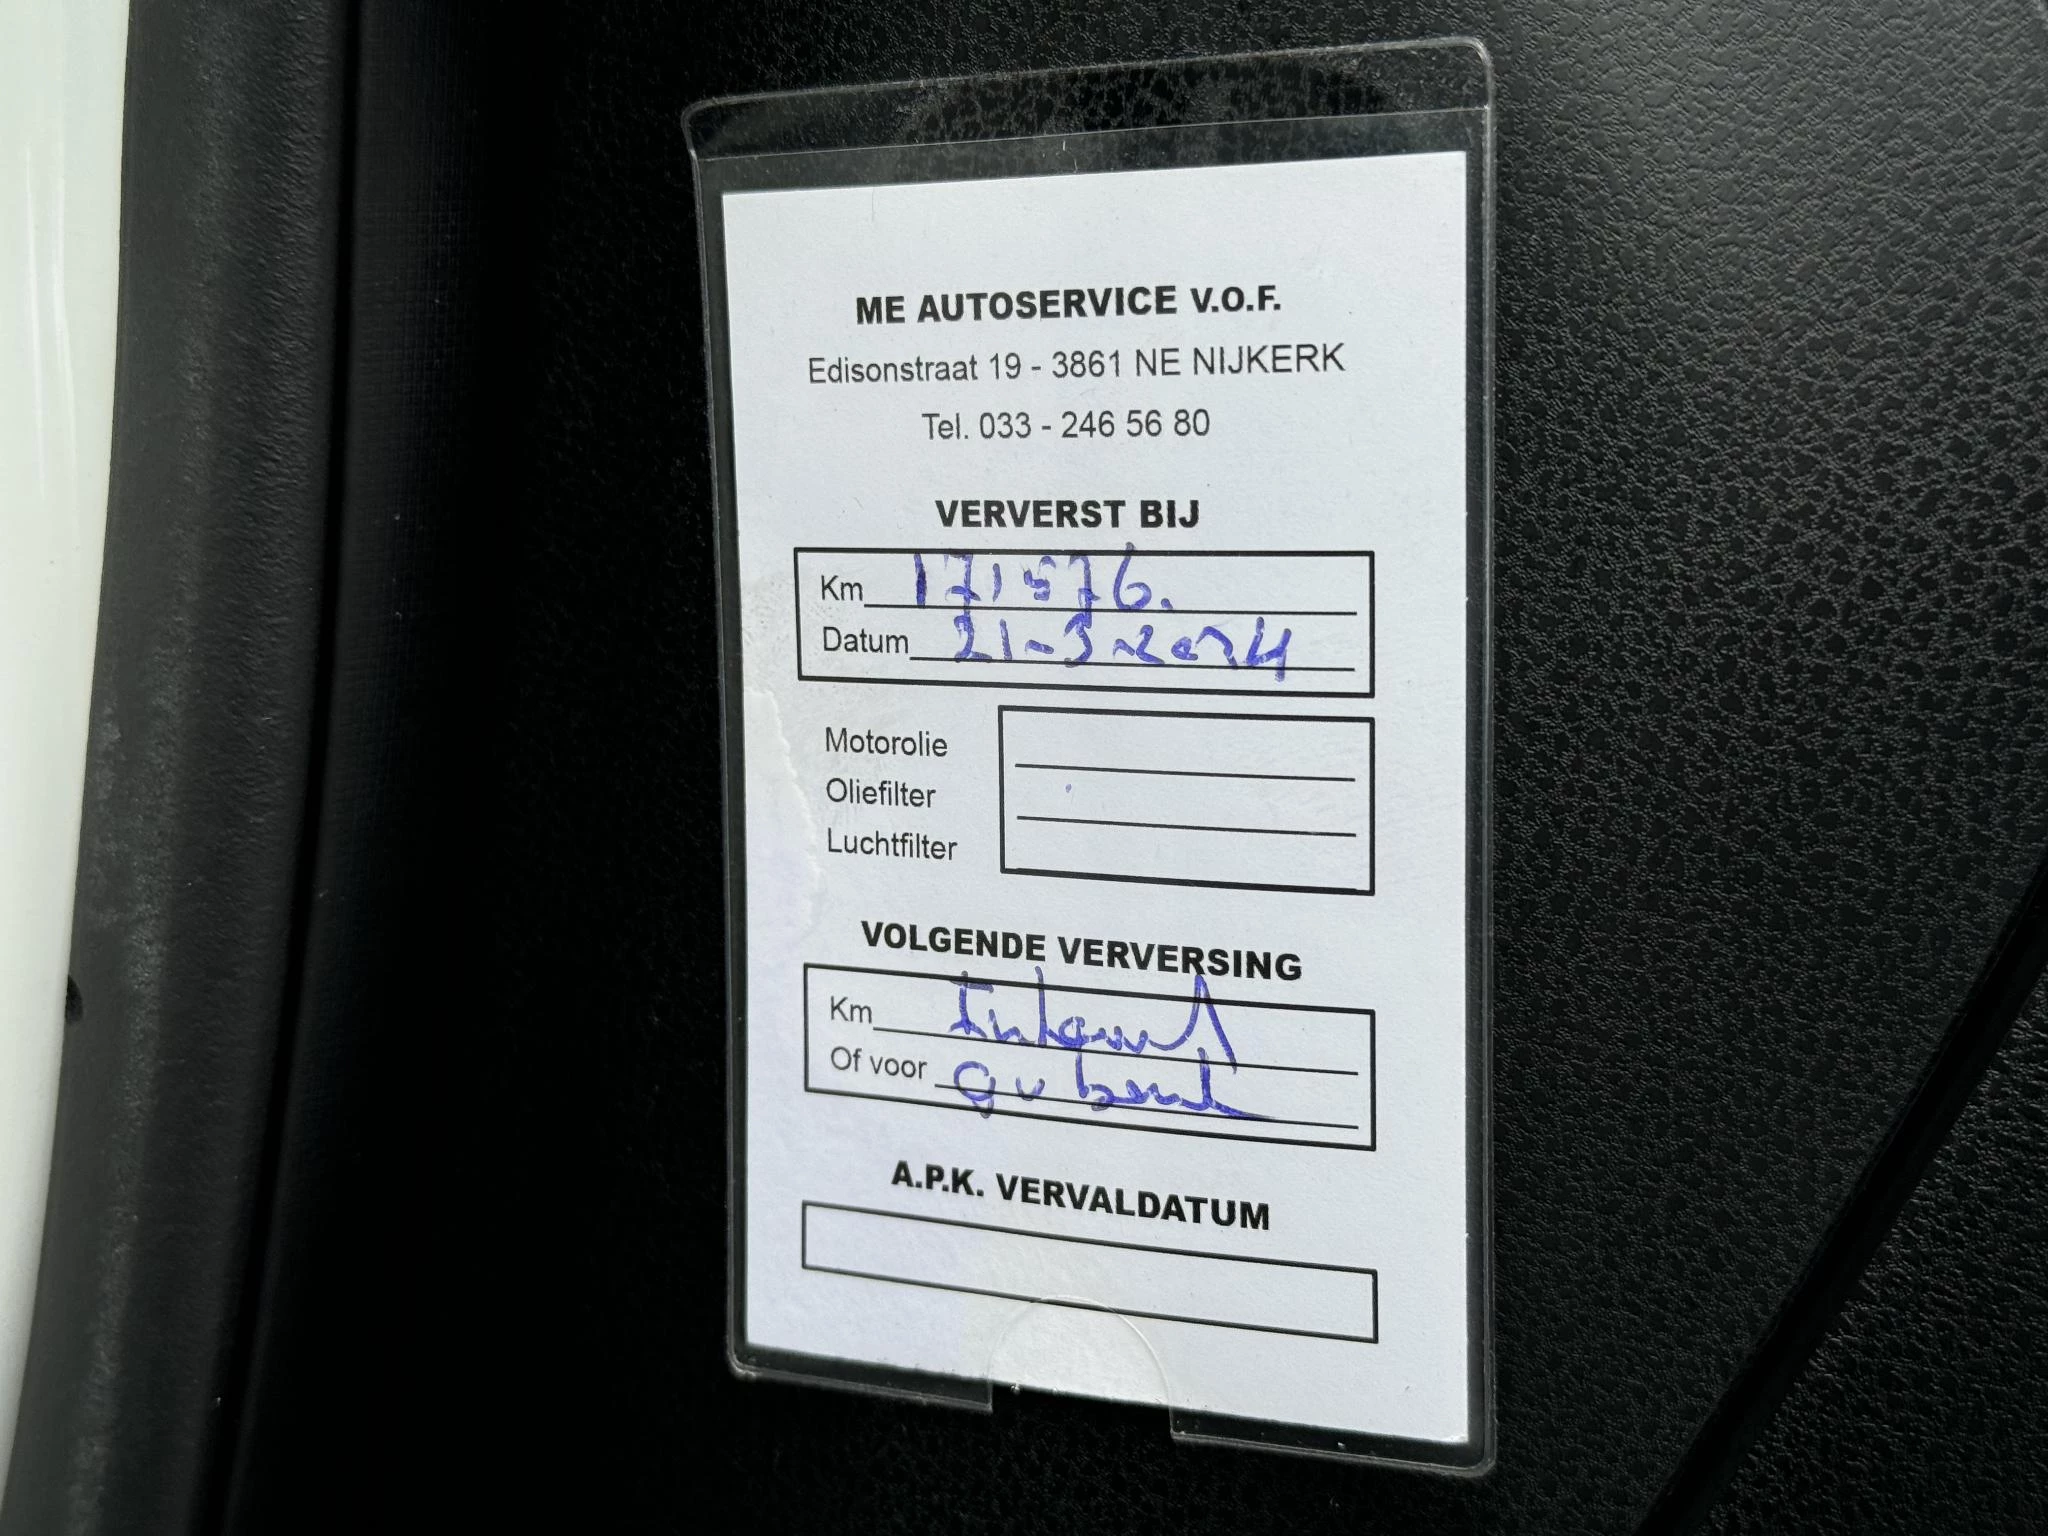 ME AUTOSERVICE V.O.F.
Edisonstraat 19 - 3861 NE NIJKERK
Tel. 033 - 246 56 80
VERVERST BIJ
Km 171576.
Datum 21-3-2024
Motorolie
Oliefilter
Luchtfilter
VOLGENDE VERVERSING
Km
Of voor
A.P.K. VERVALDATUM